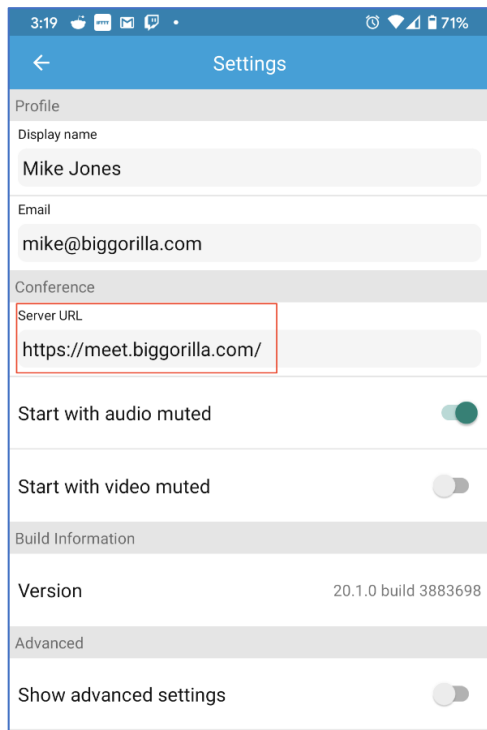 3:19 IFTTT 71%
Settings
Profile
Display name
Mike Jones
Email
mike@biggorilla.com
Conference
Server URL
https://meet.biggorilla.com/
Start with audio muted
Start with video muted
Build Information
Version 20.1.0 build 3883698
Advanced
Show advanced settings